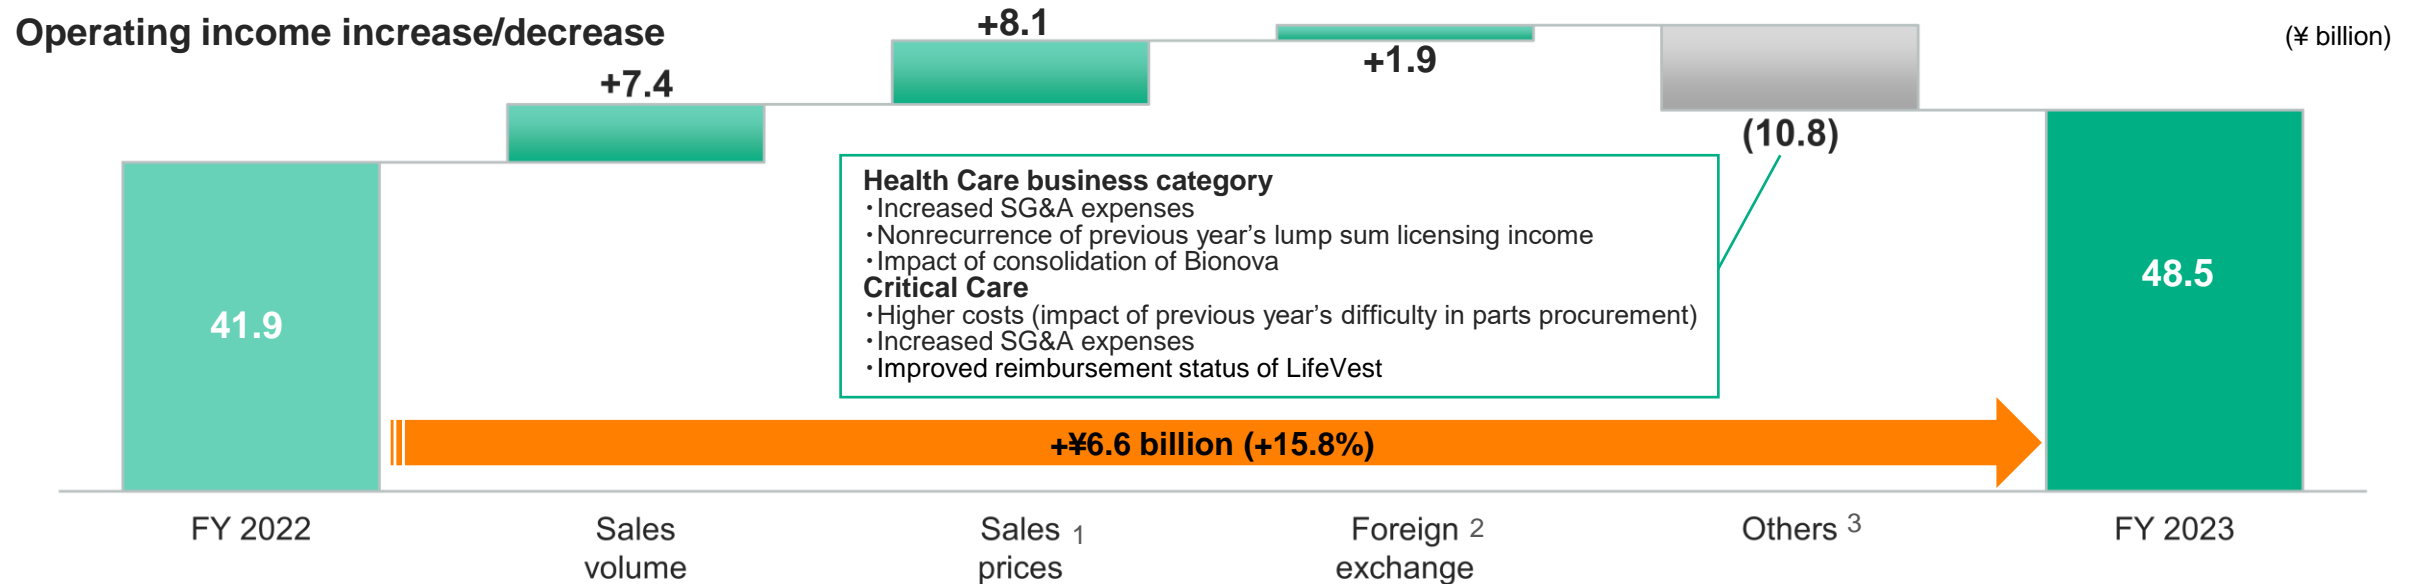 Operating income increase/decrease
(¥ billion)
+7.4
+8.1
+1.9
(10.8)
Health Care business category
・Increased SG&A expenses
・Nonrecurrence of previous year’s lump sum licensing income
・Impact of consolidation of Bionova
Critical Care
・Higher costs (impact of previous year’s difficulty in parts procurement)
・Increased SG&A expenses
・Improved reimbursement status of LifeVest
41.9
48.5
+¥6.6 billion (+15.8%)
FY 2022
Sales
volume
Sales 1
prices
Foreign 2
exchange
Others 3
FY 2023